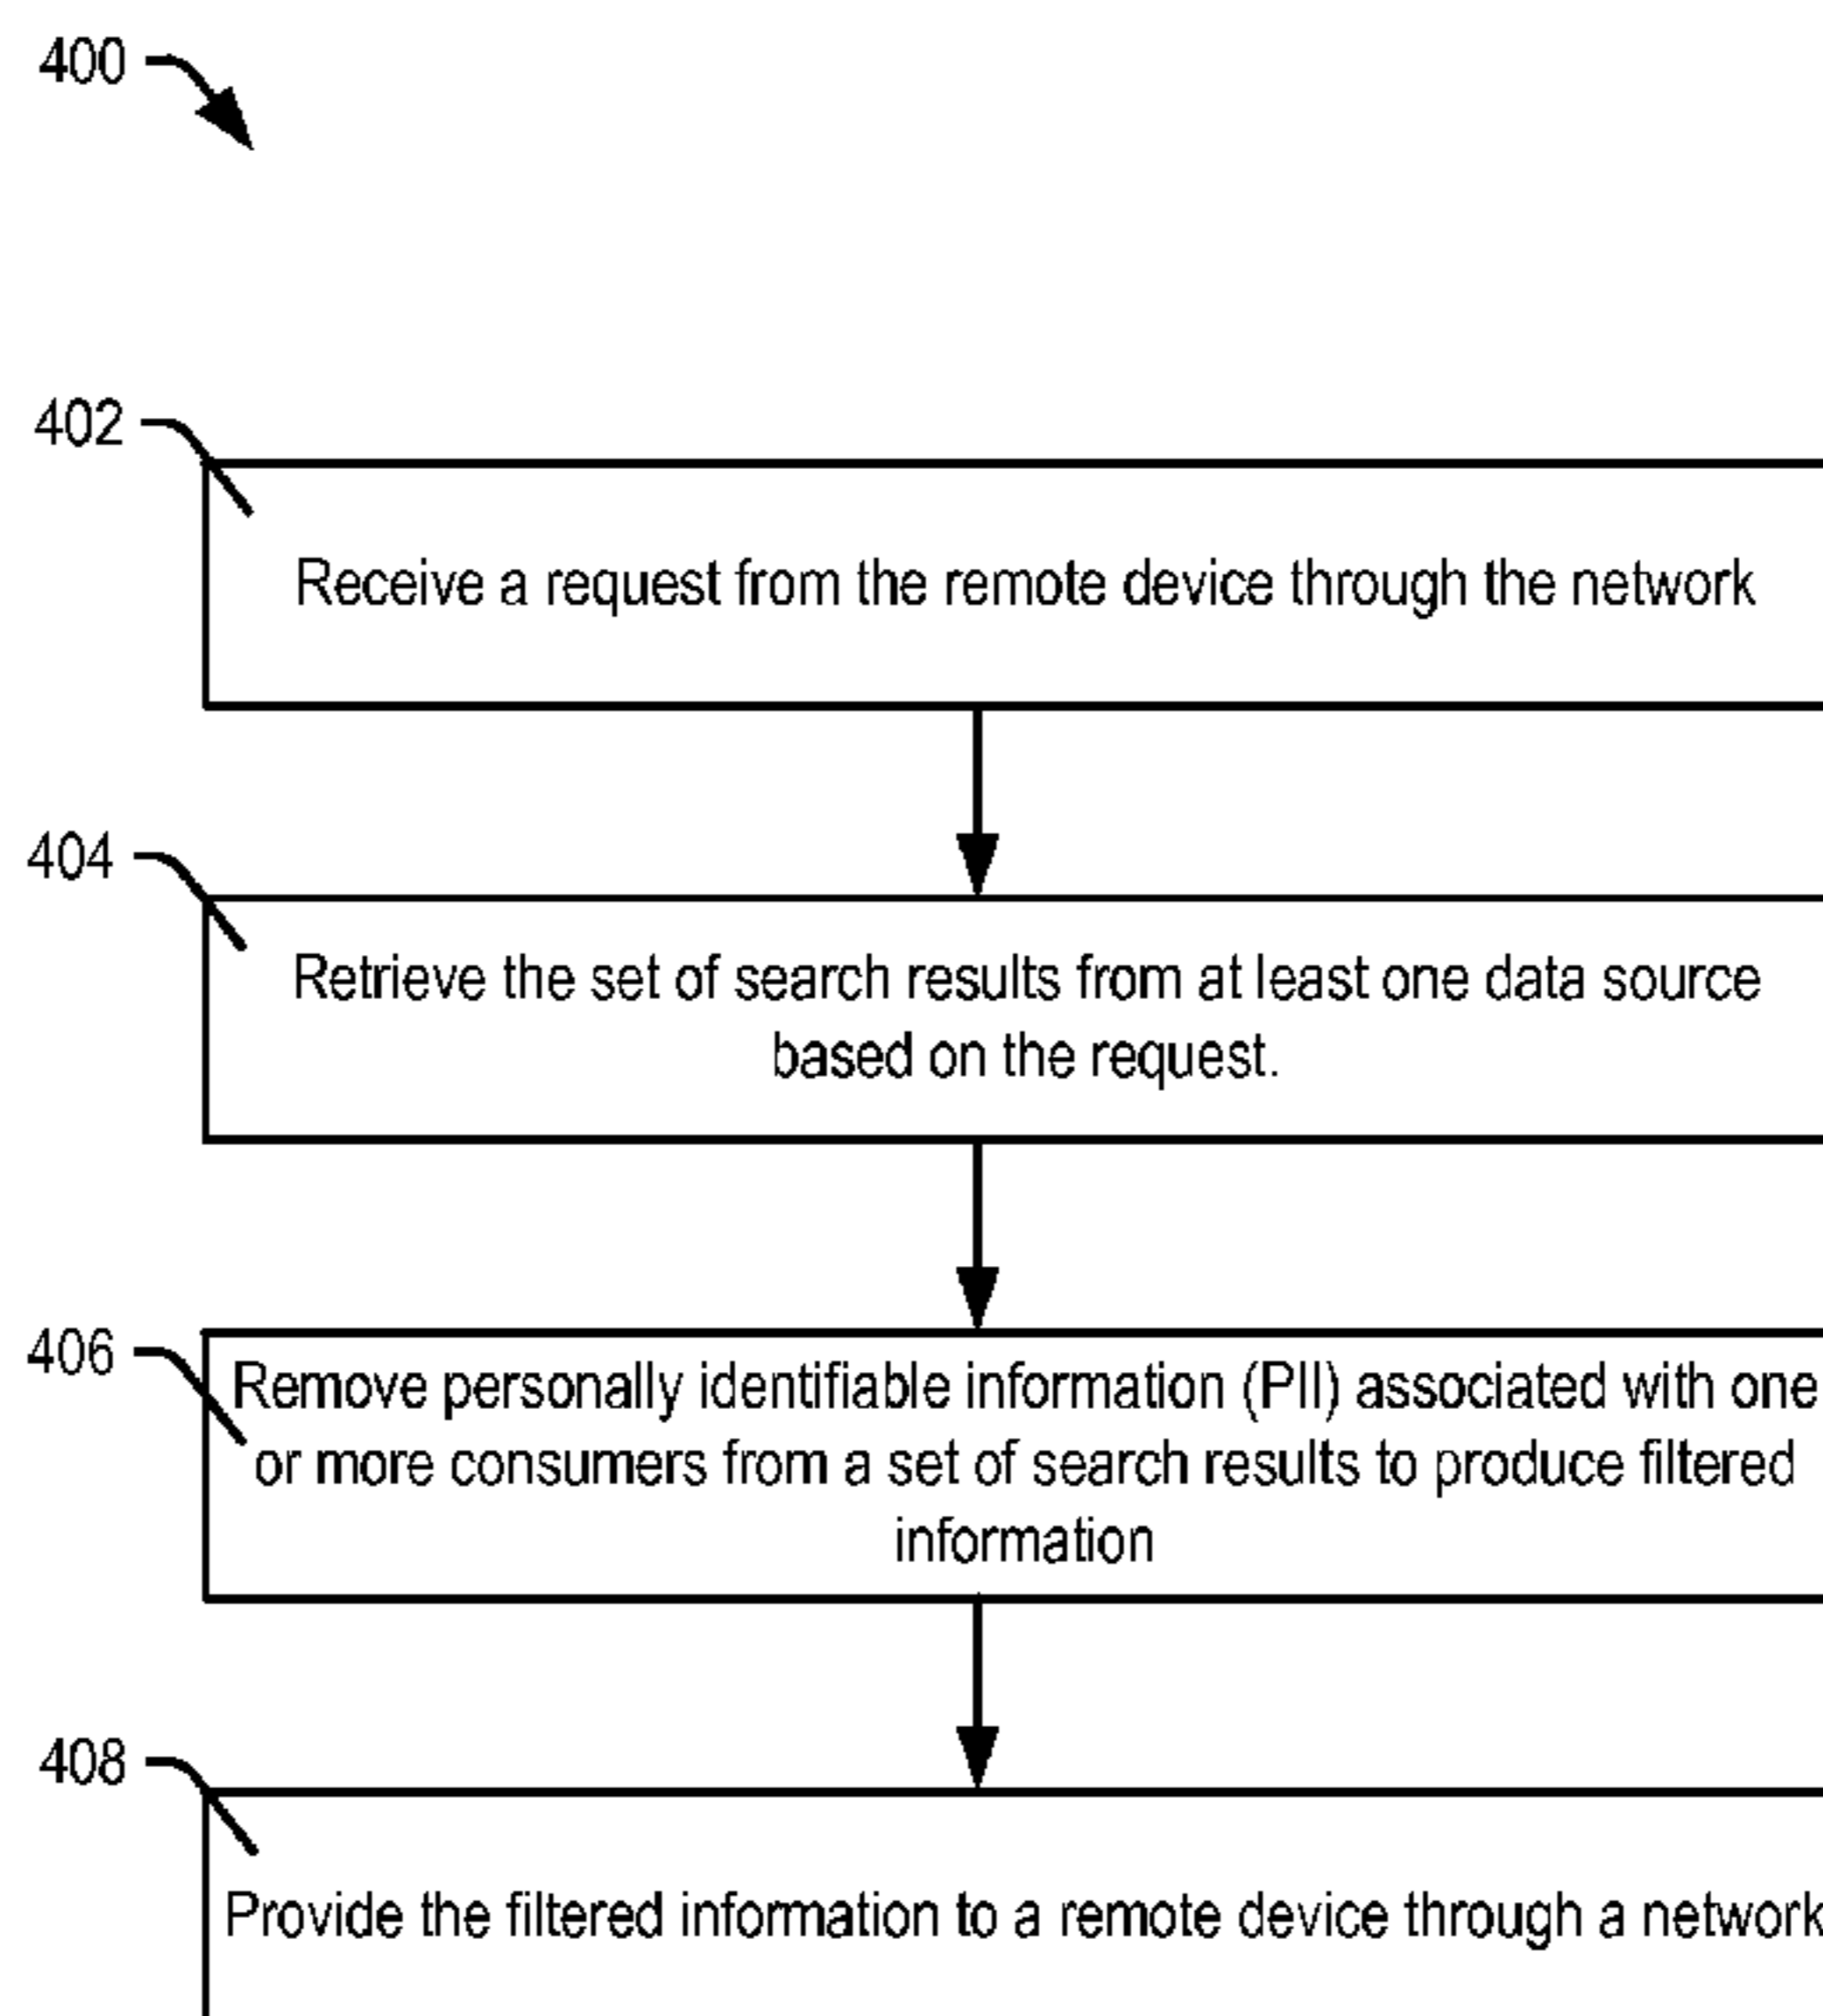 400
402
Receive a request from the remote device through the network
404
Retrieve the set of search results from at least one data source
based on the request.
406
Remove personally identifiable information (PII) associated with one
or more consumers from a set of search results to produce filtered
information
408
Provide the filtered information to a remote device through a network